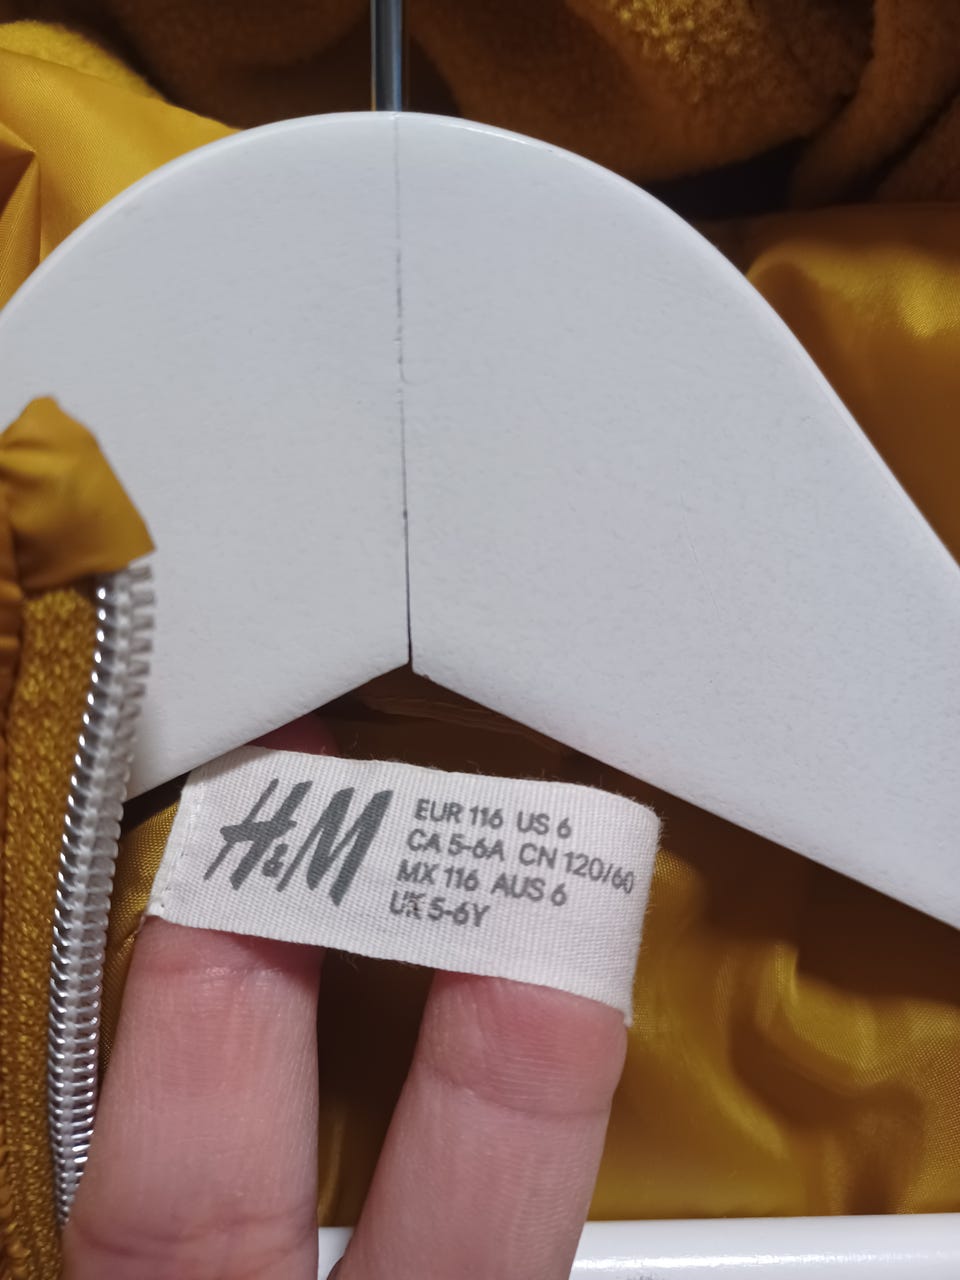 H&M
EUR 116 US 6
CA 5-6A CN 120/60
MX 116 AUS 6
UK 5-6Y